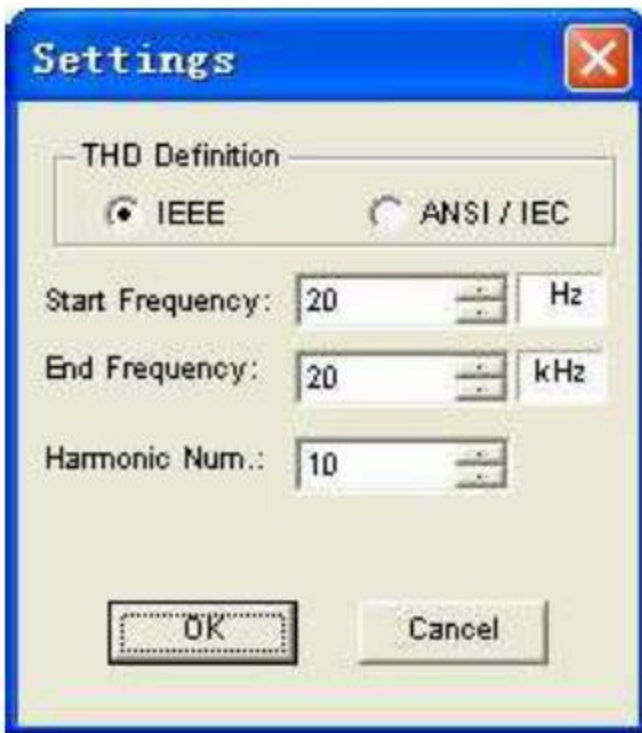 Settings
THD Definition
IEEE ANSI / IEC
Start Frequency: 20 Hz
End Frequency: 20 kHz
Harmonic Num.: 10
OK Cancel